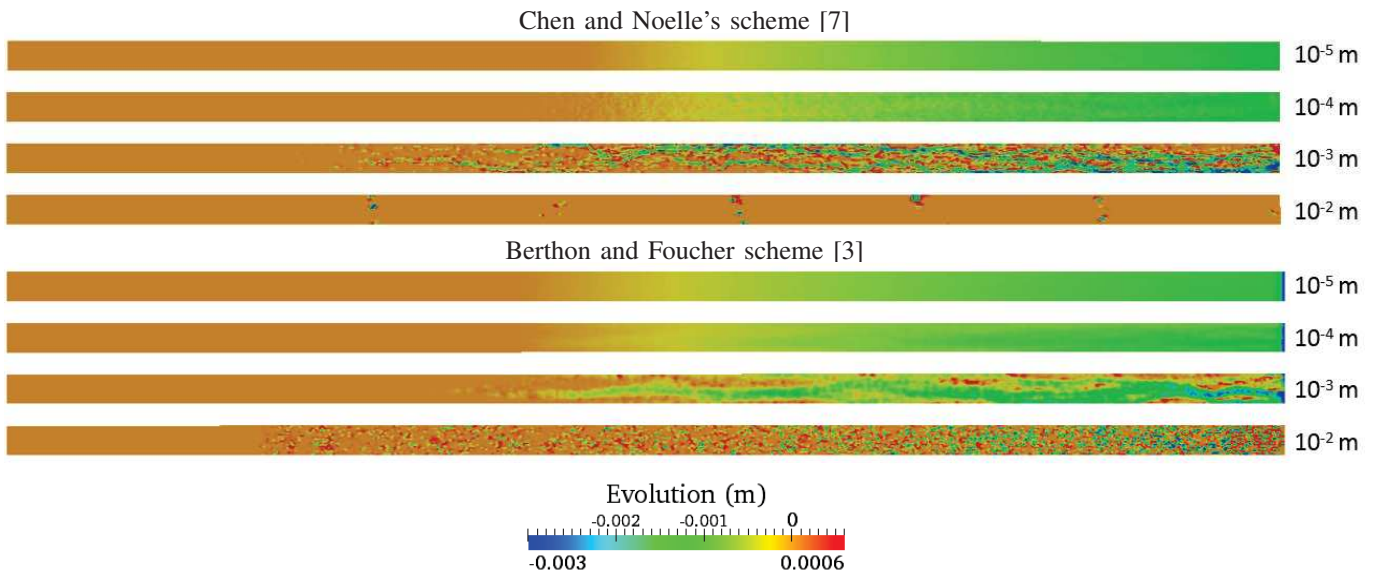 Chen and Noelle's scheme [7]
10-5 m
10-4 m
10-3 m
10-2 m
Berthon and Foucher scheme [3]
10-5 m
10-4 m
10-3 m
10-2 m
Evolution (m)
-0.002 -0.001 0
-0.003 0.0006